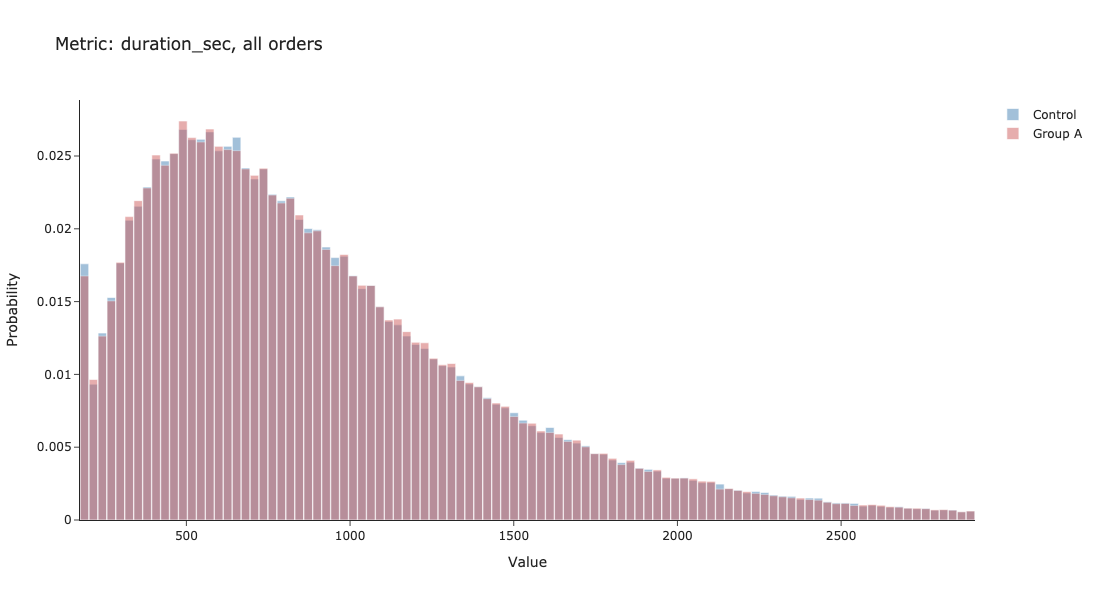 Metric: duration_sec, all orders
Control
Group A
Probability
0.025
0.02
0.015
0.01
0.005
0
500
1000
1500
2000
2500
Value